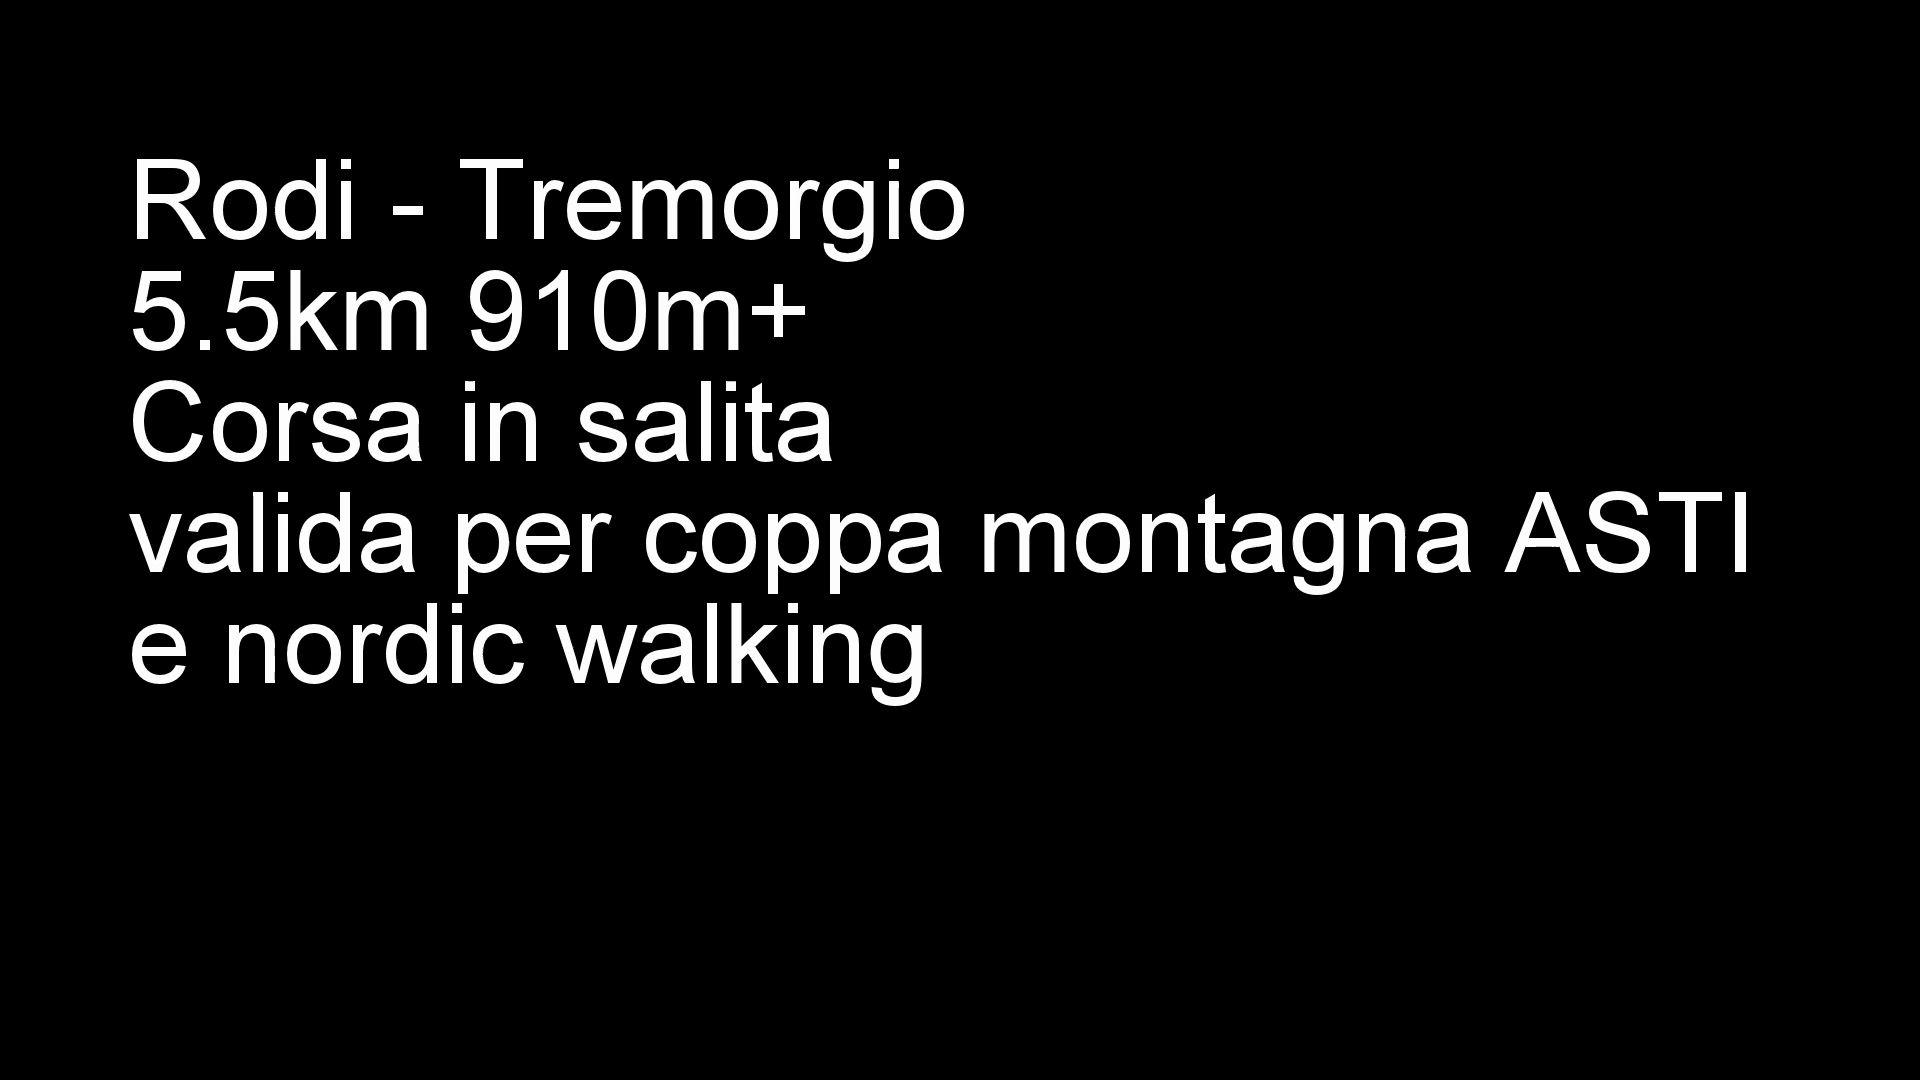 Rodi - Tremorgio
5.5km 910m+
Corsa in salita
valida per coppa montagna ASTI
e nordic walking